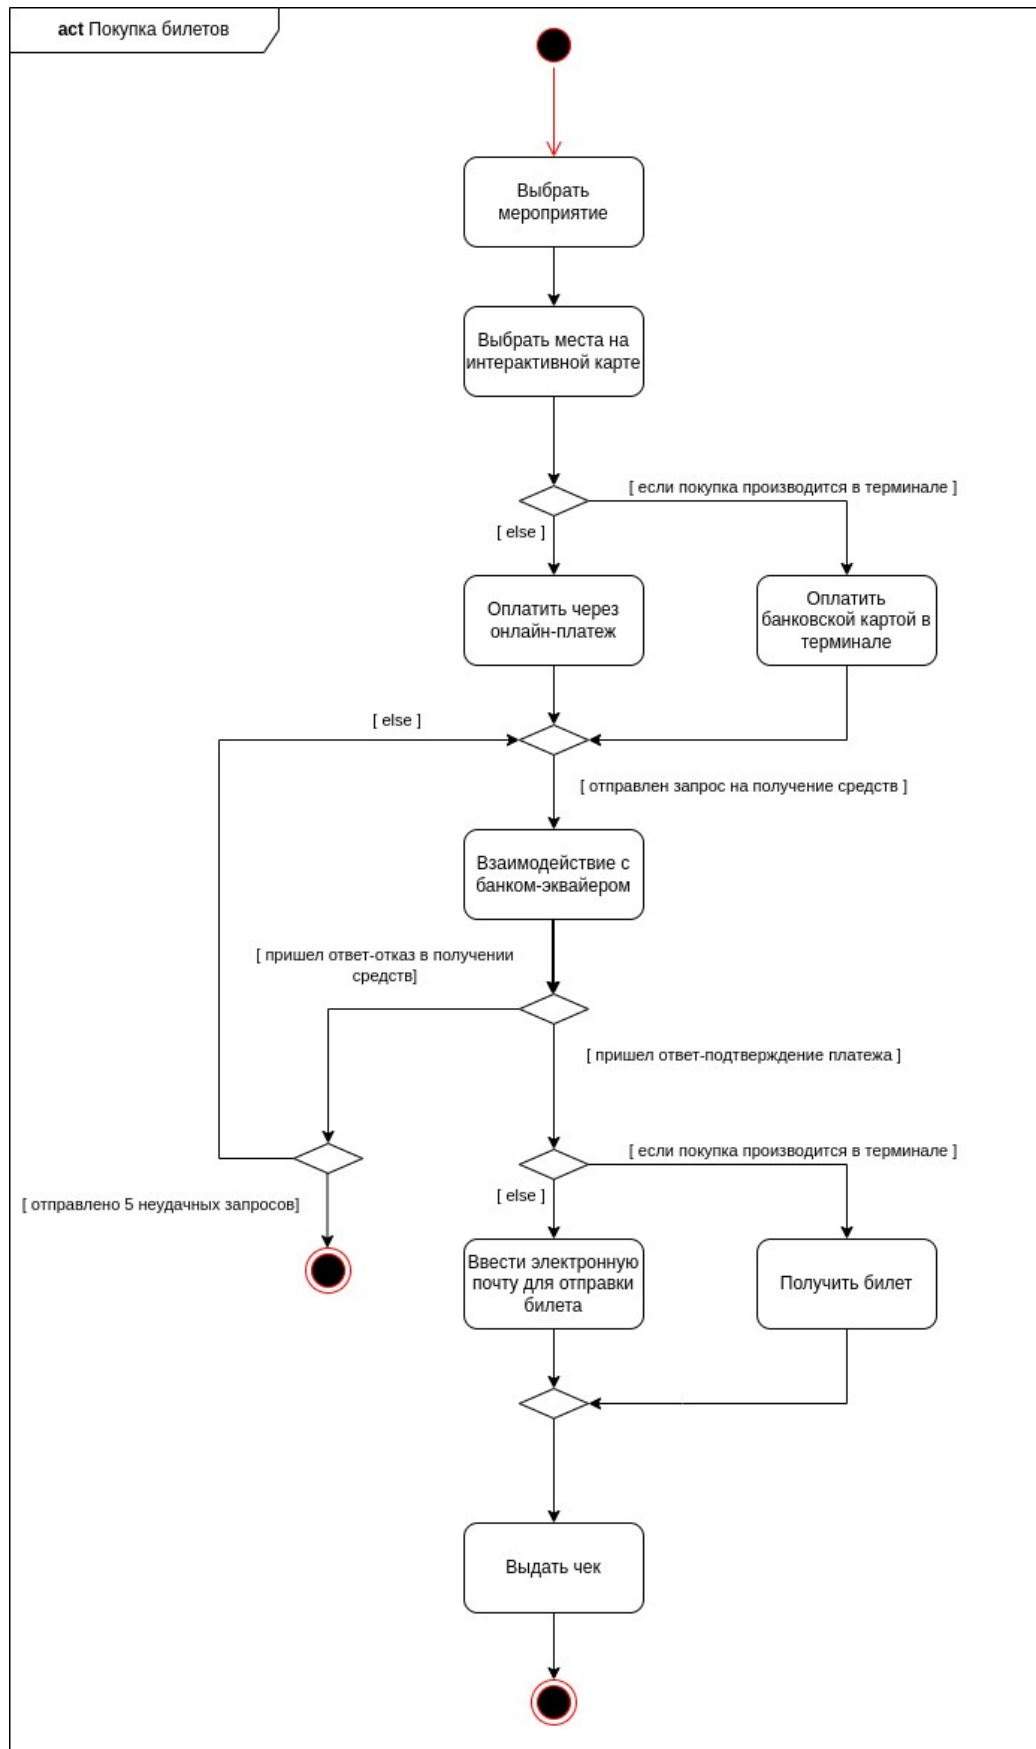 act Покупка билетов
Выбрать
мероприятие
Выбрать места на
интерактивной карте
[ если покупка производится в терминале ]
[ else ]
Оплатить через
онлайн-платеж
Оплатить
банковской картой в
терминале
[ else ]
[ отправлен запрос на получение средств ]
Взаимодействие с
банком-эквайером
[ пришел ответ-отказ в получении
средств]
[ пришел ответ-подтверждение платежа ]
[ если покупка производится в терминале ]
[ else ]
[ отправлено 5 неудачных запросов]
Ввести электронную
почту для отправки
билета
Получить билет
Выдать чек